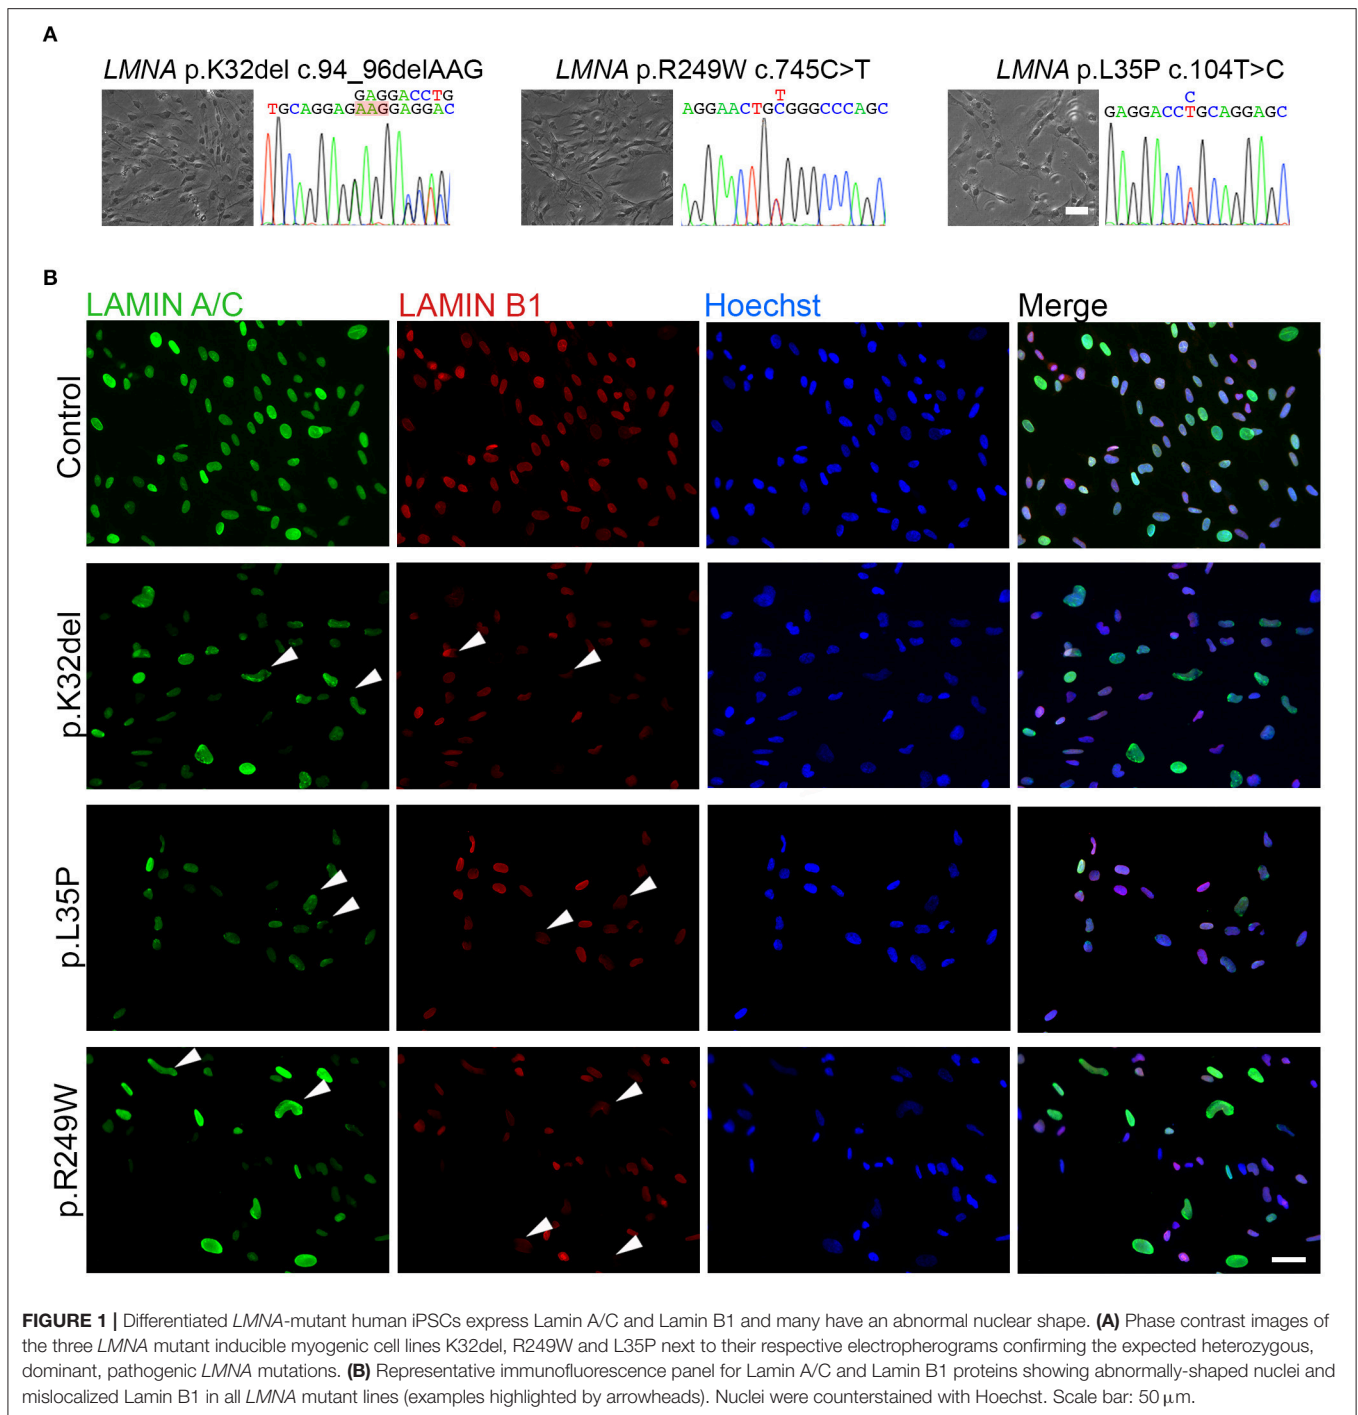 A
LMNA p.K32del c.94_96delAAG
GAGGACCTG
TGCAGGAGAAGGAGGAC
LMNA p.R249W c.745C>T
T
AGGAACTGCGGGCCCAGC
LMNA p.L35P c.104T>C
C
GAGGACCTGCAGGAGC
B
LAMIN A/C
LAMIN B1
Hoechst
Merge
Control
p.K32del
p.L35P
p.R249W
FIGURE 1 | Differentiated LMNA-mutant human iPSCs express Lamin A/C and Lamin B1 and many have an abnormal nuclear shape. (A) Phase contrast images of
the three LMNA mutant inducible myogenic cell lines K32del, R249W and L35P next to their respective electropherograms confirming the expected heterozygous,
dominant, pathogenic LMNA mutations. (B) Representative immunofluorescence panel for Lamin A/C and Lamin B1 proteins showing abnormally-shaped nuclei and
mislocalized Lamin B1 in all LMNA mutant lines (examples highlighted by arrowheads). Nuclei were counterstained with Hoechst. Scale bar: 50 μm.